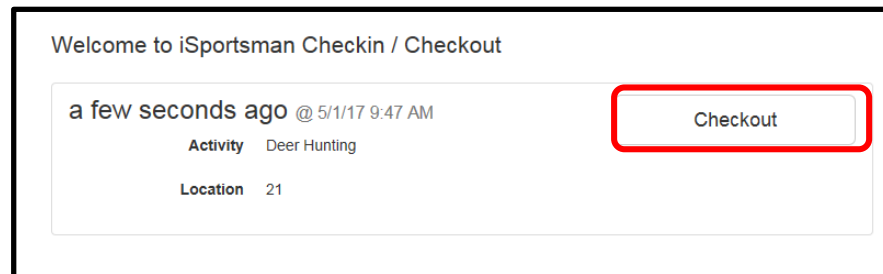 Welcome to iSportsman Checkin / Checkout
a few seconds ago @ 5/1/17 9:47 AM
Checkout
Activity Deer Hunting
Location 21